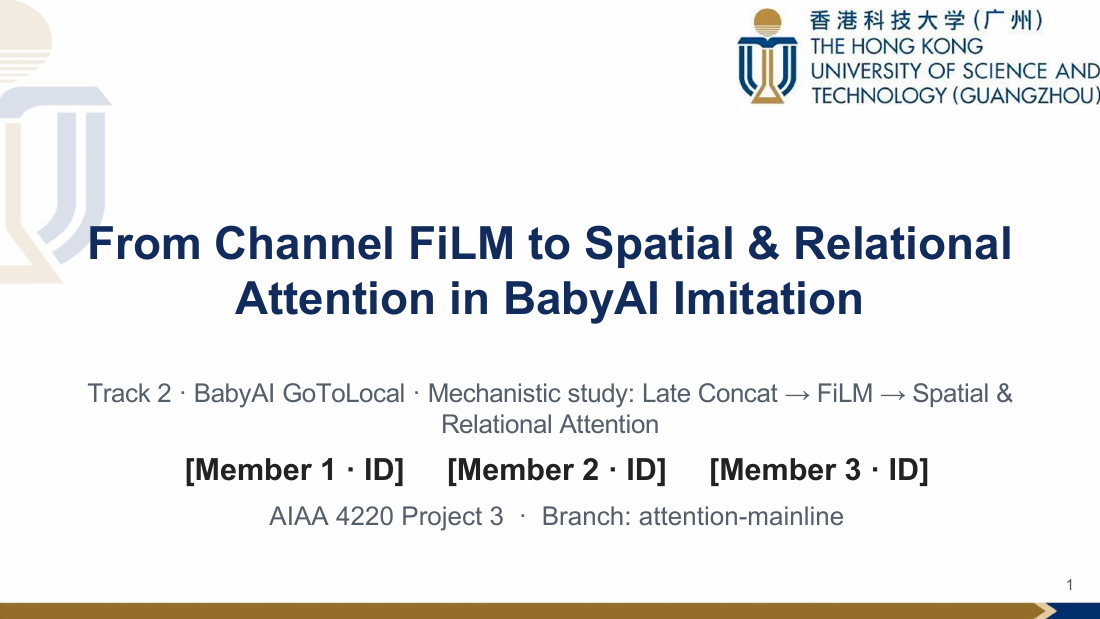 香港科技大学(广州)
THE HONG KONG
UNIVERSITY OF SCIENCE AND
TECHNOLOGY (GUANGZHOU)
From Channel FiLM to Spatial & Relational
Attention in BabyAI Imitation
Track 2 · BabyAI GoToLocal · Mechanistic study: Late Concat → FiLM → Spatial &
Relational Attention
[Member 1 · ID] [Member 2 · ID] [Member 3 · ID]
AIAA 4220 Project 3 · Branch: attention-mainline
1